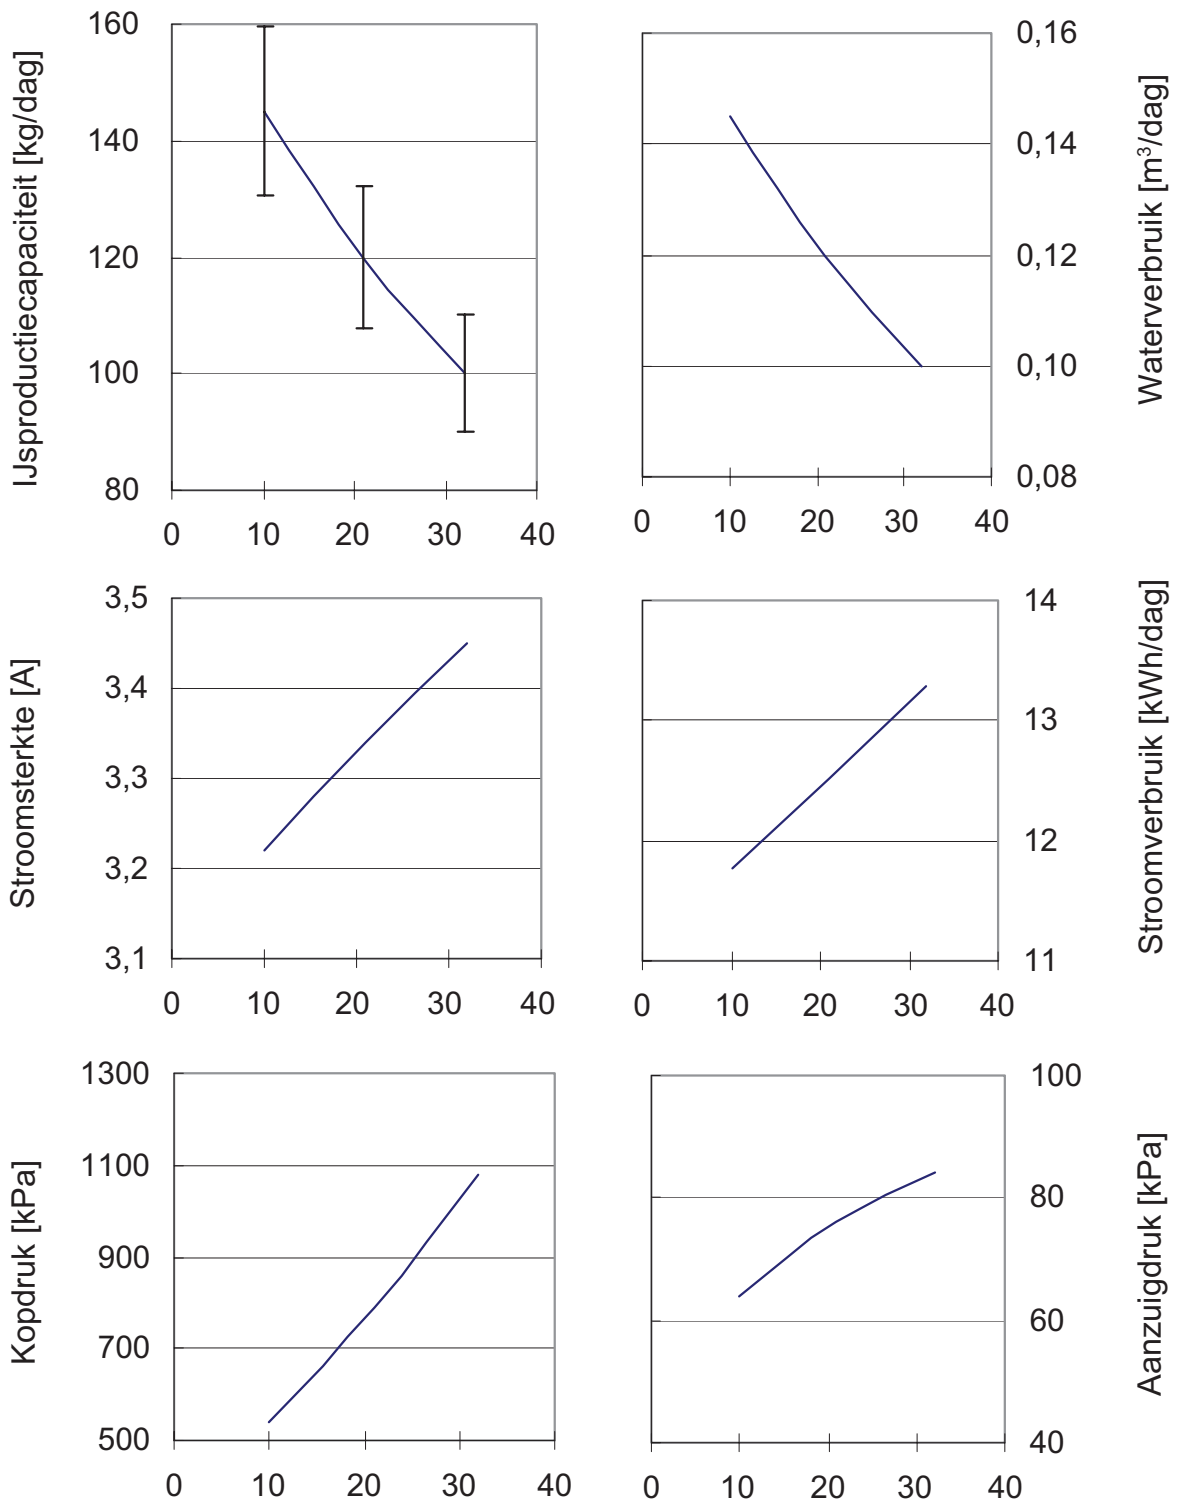 IJsproductiecapaciteit [kg/dag]
160
140
120
100
80
0 10 20 30 40
Waterverbruik [m³/dag]
0,16
0,14
0,12
0,10
0,08
0 10 20 30 40
Stroomsterkte [A]
3,5
3,4
3,3
3,2
3,1
0 10 20 30 40
Stroomverbruik [kWh/dag]
14
13
12
11
0 10 20 30 40
Kopdruk [kPa]
1300
1100
900
700
500
0 10 20 30 40
Aanzuigdruk [kPa]
100
80
60
40
0 10 20 30 40